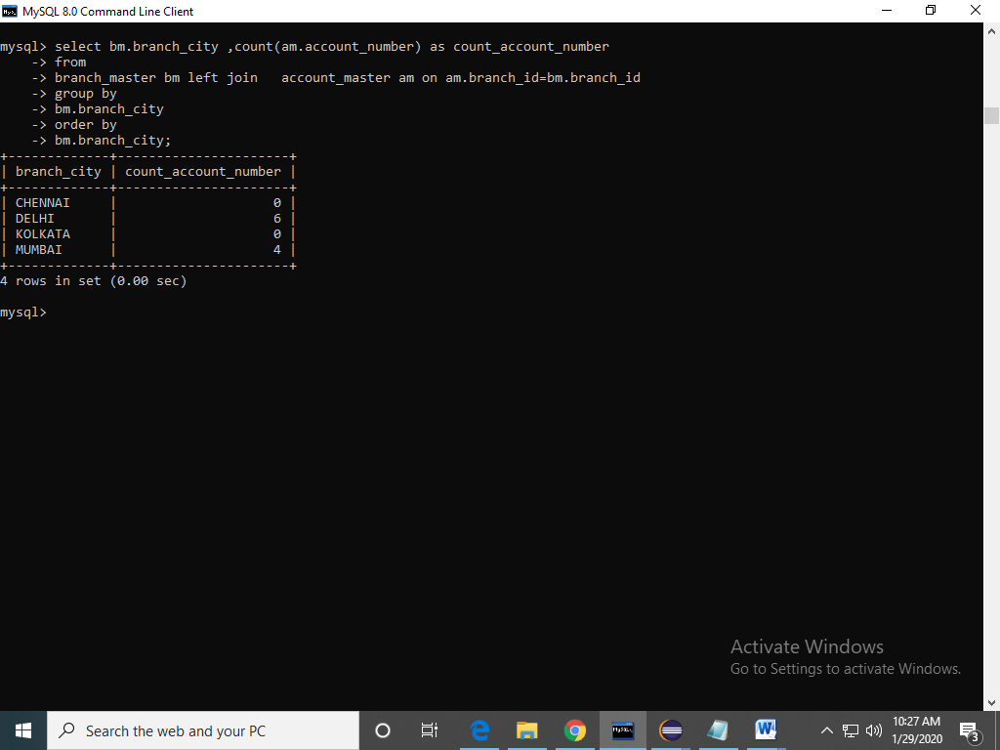 MySQL 8.0 Command Line Client
mysql> select bm.branch_city ,count(am.account_number) as count_account_number
    -> from
    -> branch_master bm left join   account_master am on am.branch_id=bm.branch_id
    -> group by
    -> bm.branch_city
    -> order by
    -> bm.branch_city;
+-------------+----------------------+
| branch_city | count_account_number |
+-------------+----------------------+
| CHENNAI     |                    0 |
| DELHI       |                    6 |
| KOLKATA     |                    0 |
| MUMBAI      |                    4 |
+-------------+----------------------+
4 rows in set (0.00 sec)
mysql>
Activate Windows
Go to Settings to activate Windows.
Search the web and your PC
10:27 AM
1/29/2020
3